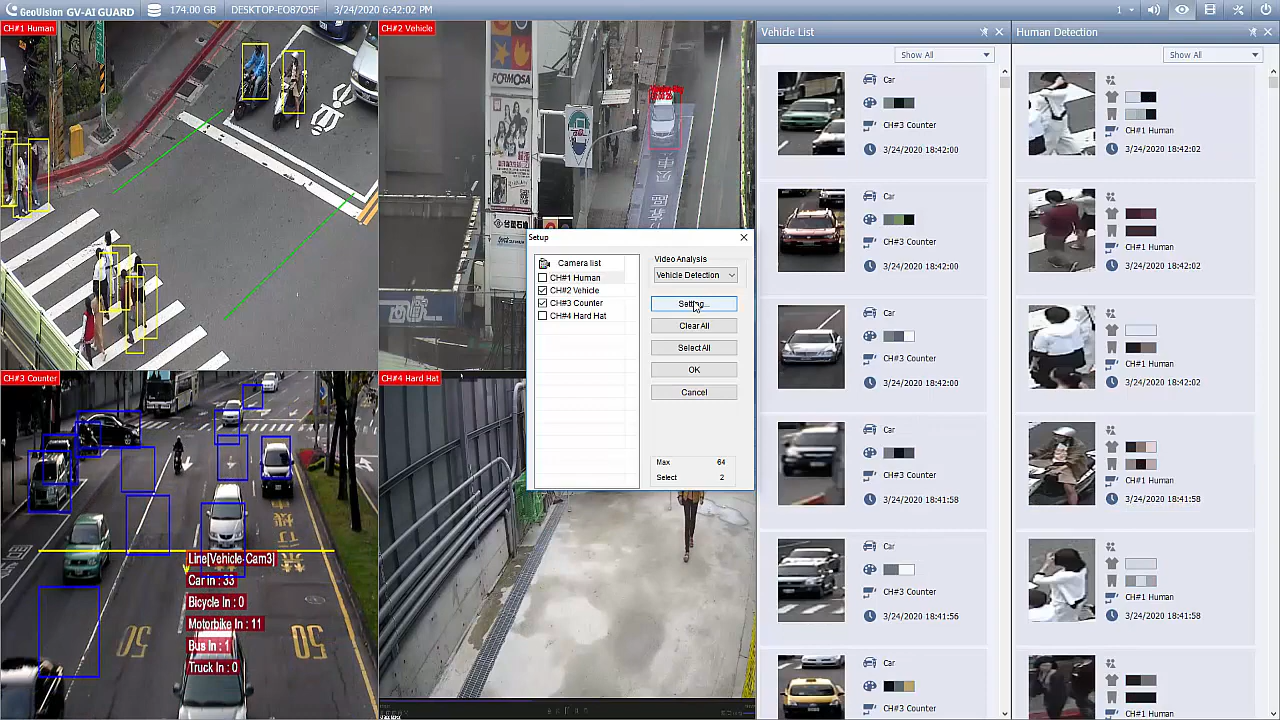 GeoVision GV-AI GUARD 174.00 GB DESKTOP-EO87O5F 3/24/2020 6:42:02 PM 1
CH#1 Human
CH#2 Vehicle
FORMOSA
Setup
Camera list
CH#1 Human
CH#2 Vehicle
CH#3 Counter
CH#4 Hard Hat
Video Analysis
Vehicle Detection
Setting...
Clear All
Select All
OK
Cancel
Max 64
Select 2
CH#3 Counter
50
50
禁行機
Line[Vehicle-Cam3]
Car In : 33
Bicycle In : 0
Motorbike In : 11
Bus In : 1
Truck In : 0
CH#4 Hard Hat
Vehicle List
Show All
Car
CH#3 Counter
3/24/2020 18:42:00
Car
CH#3 Counter
3/24/2020 18:42:00
Car
CH#3 Counter
3/24/2020 18:42:00
Car
CH#3 Counter
3/24/2020 18:41:58
Car
CH#3 Counter
3/24/2020 18:41:56
Car
Human Detection
Show All
CH#1 Human
3/24/2020 18:42:02
CH#1 Human
3/24/2020 18:42:02
CH#1 Human
3/24/2020 18:42:02
CH#1 Human
3/24/2020 18:41:58
CH#1 Human
3/24/2020 18:41:58